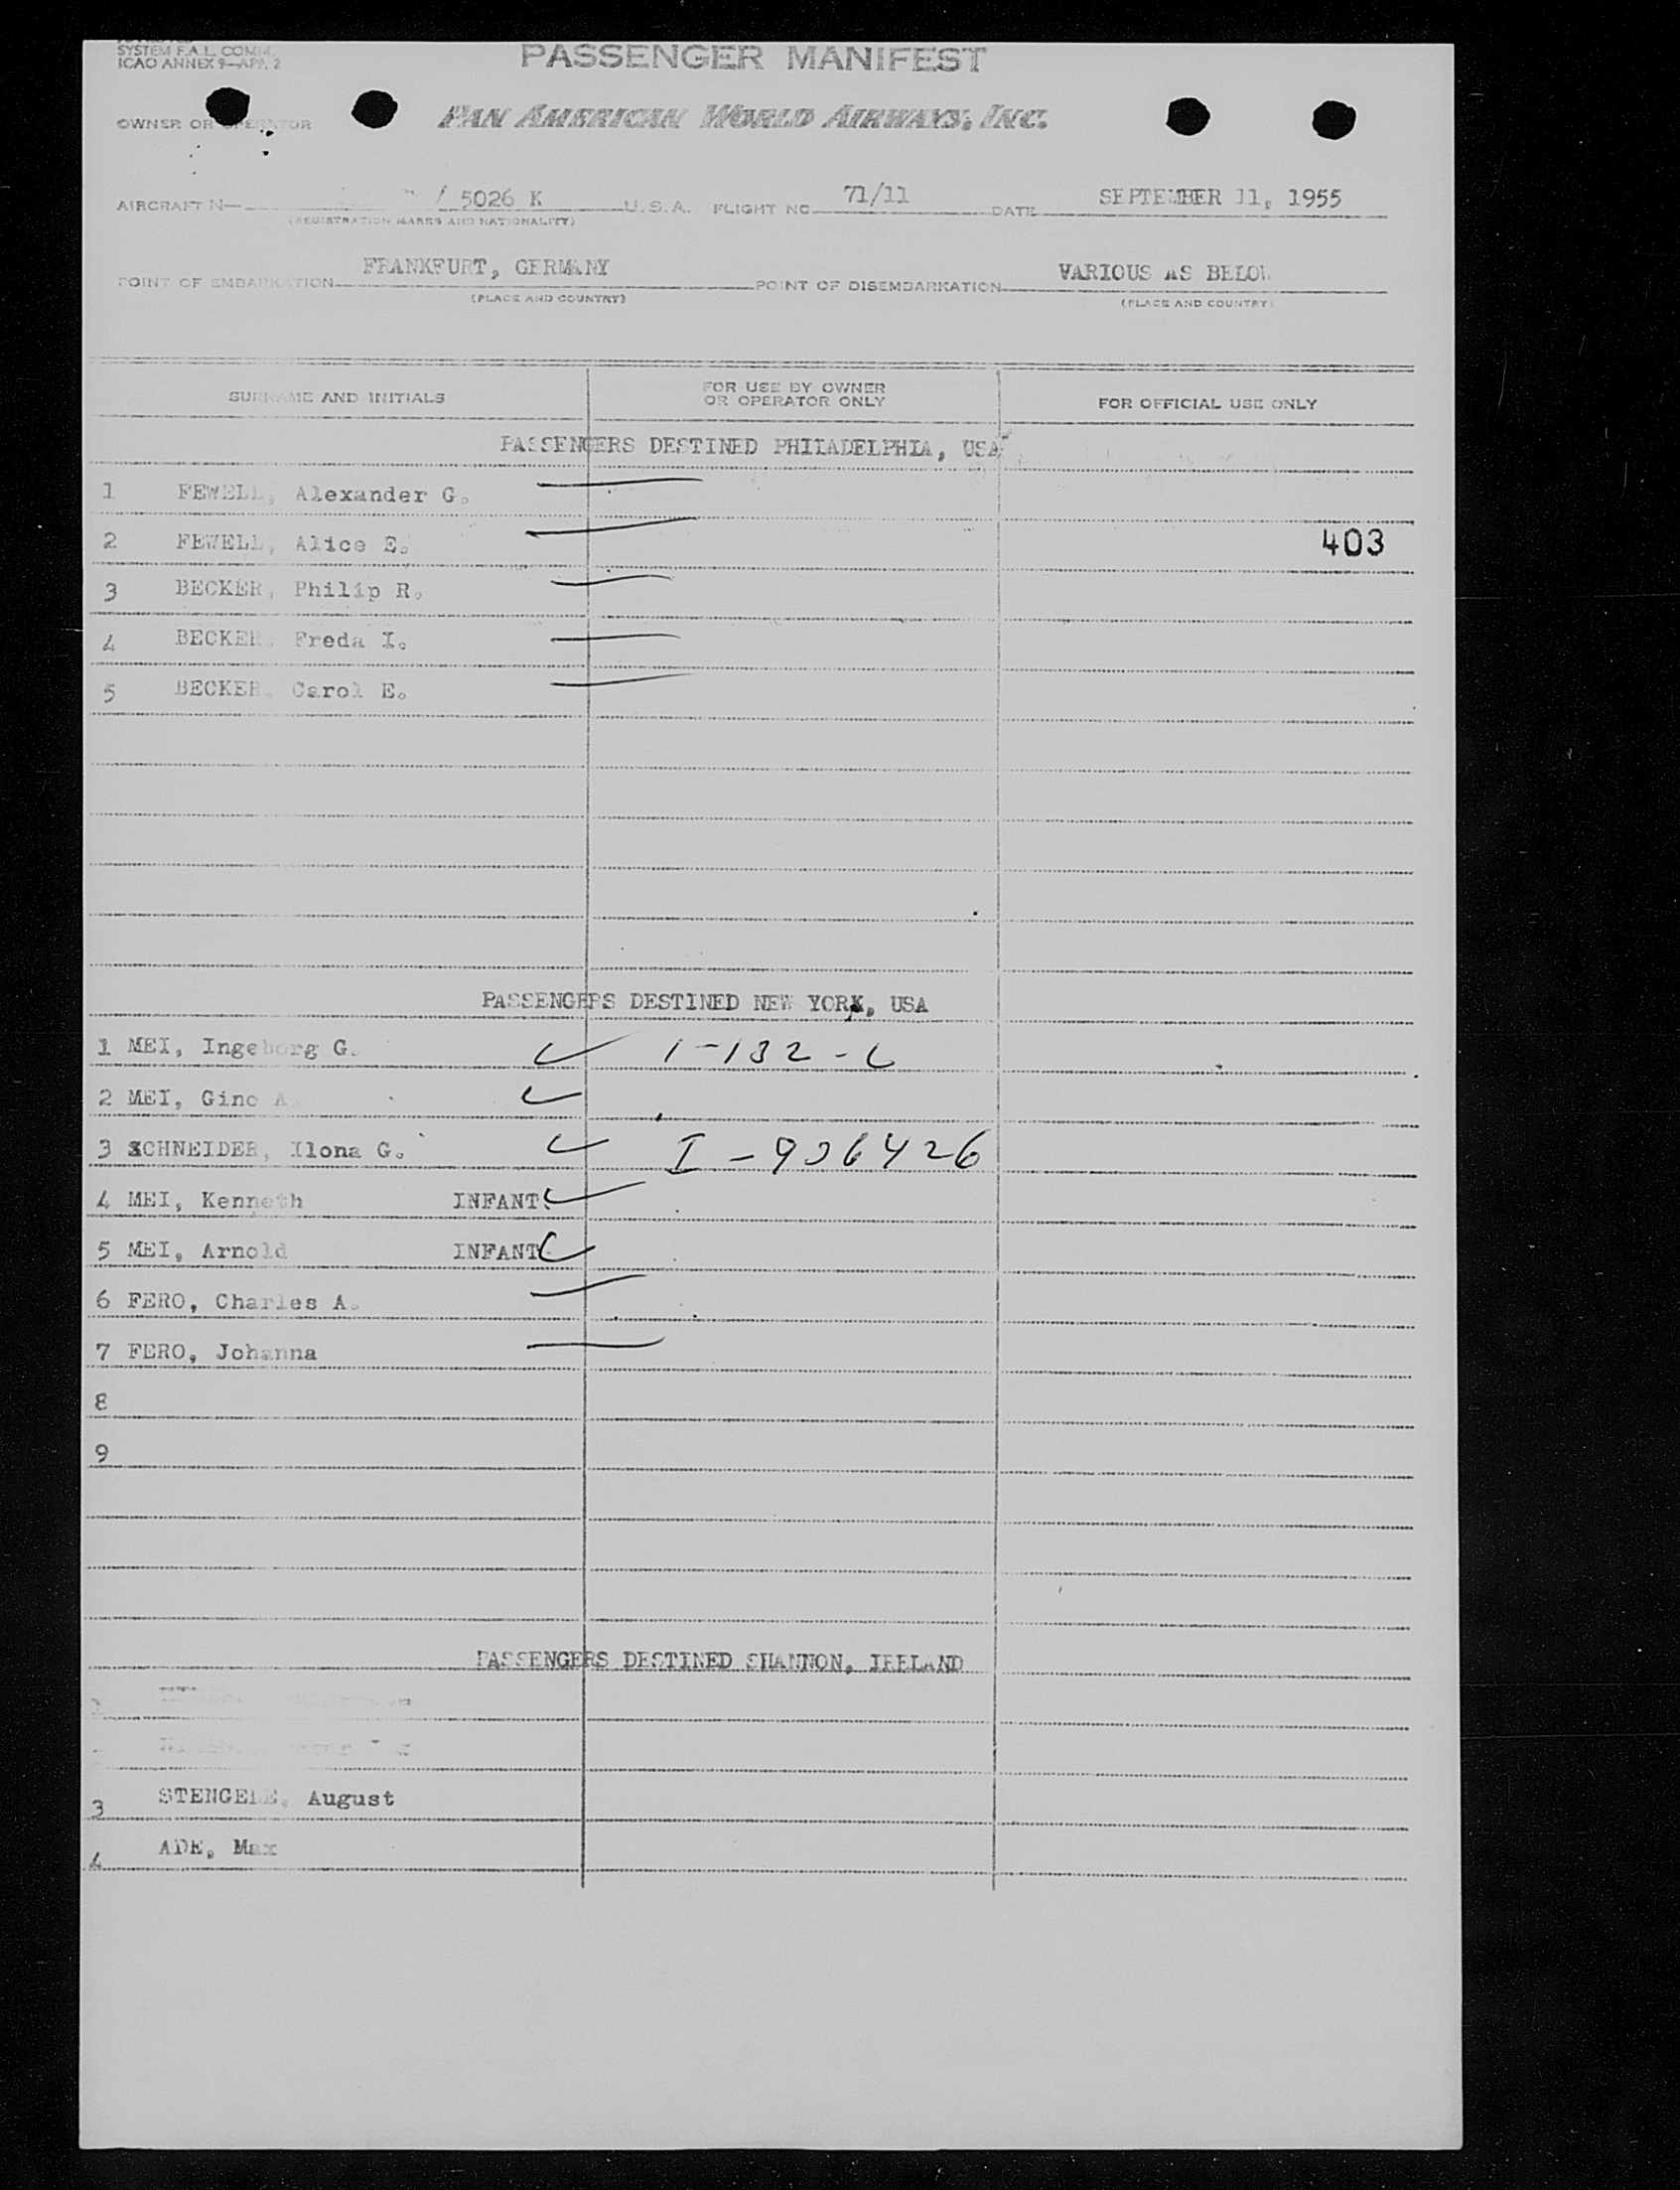 SYSTEM F.A.L. COMM.
ICAO ANNEX 9—APP. 2
PASSENGER MANIFEST
OWNER OR OPERATOR
PAN AMERICAN WORLD AIRWAYS, INC.
AIRCRAFT N— / 5026 K U.S.A. FLIGHT NO. 71/11 DATE SEPTEMBER 11, 1955
(REGISTRATION MARKS AND NATIONALITY)
POINT OF EMBARKATION FRANKFURT, GERMANY POINT OF DISEMBARKATION VARIOUS AS BELOW
(PLACE AND COUNTRY) (PLACE AND COUNTRY)
SURNAME AND INITIALS FOR USE BY OWNER OR OPERATOR ONLY FOR OFFICIAL USE ONLY
PASSENGERS DESTINED PHILADELPHIA, USA
1 FEWELL, Alexander G.
2 FEWELL, Alice E. 403
3 BECKER, Philip R.
4 BECKER, Freda I.
5 BECKER, Carol E.
PASSENGERS DESTINED NEW YORK, USA
1 MEI, Ingeborg G. 1-132-6
2 MEI, Gino A.
3 SCHNEIDER, Ilona G. I-906426
4 MEI, Kenneth INFANT
5 MEI, Arnold INFANT
6 FERO, Charles A.
7 FERO, Johanna
8
9
PASSENGERS DESTINED SHANNON, IRELAND
3 STENGELE, August
4 ADE, Max